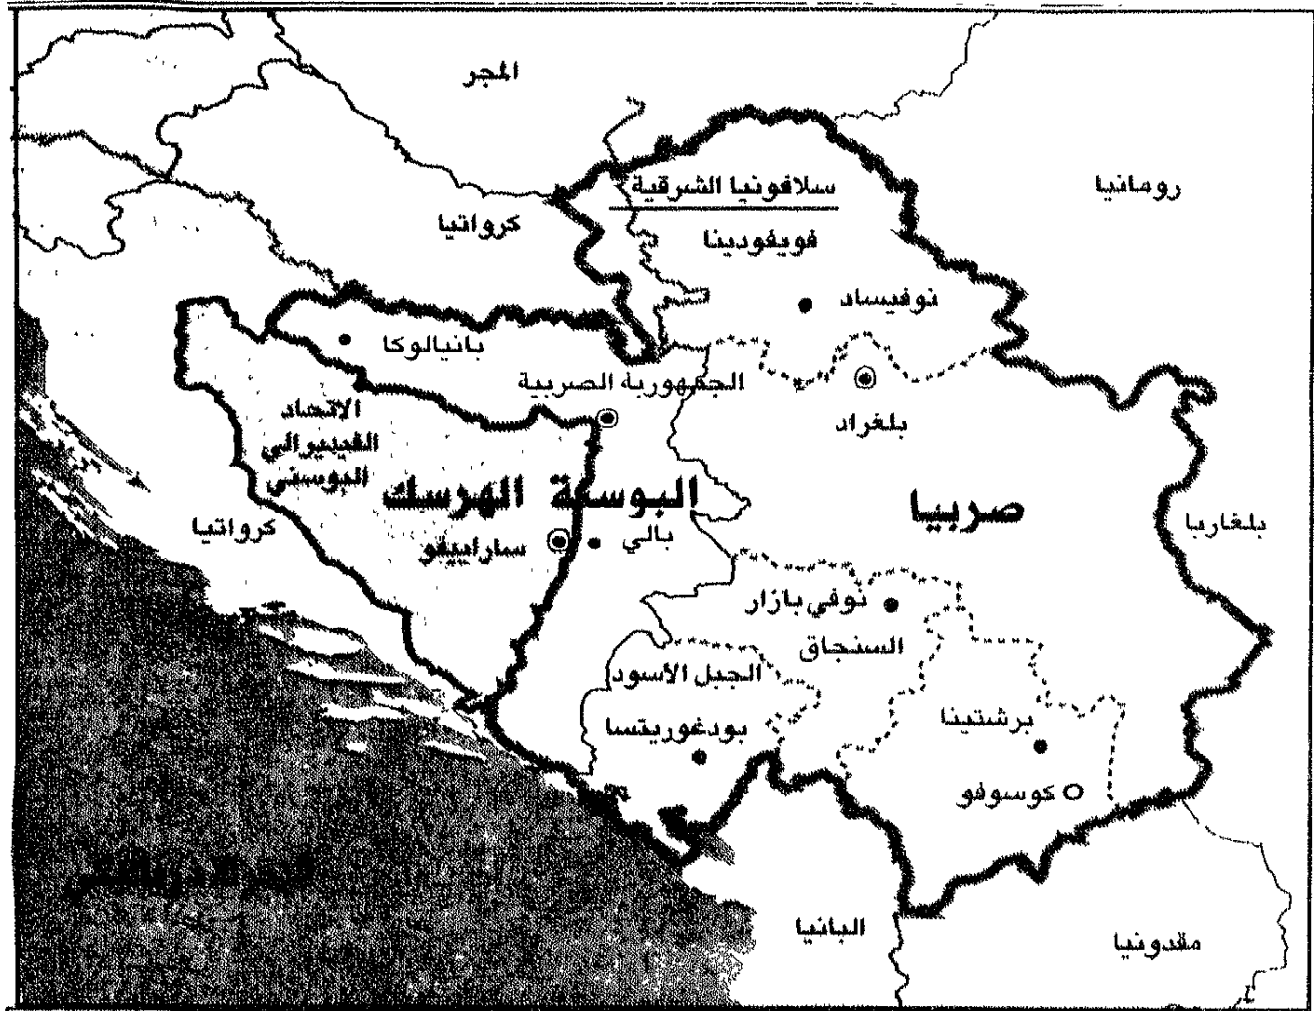 المجر
رومانيا
سلافونيا الشرقية
كرواتيا
فويفودينا
نوفيساد
بانيالوكا
الجمهورية الصربية
بلغراد
الاتحاد
الفيديرالي
البوسني
البوسنة الهرسك
صربيا
كرواتيا
بلغاريا
ساراييفو
بالي
نوفي بازار
السنجاق
الجبل الأسود
برشتينا
بودغوريتسا
كوسوفو
البانيا
مقدونيا